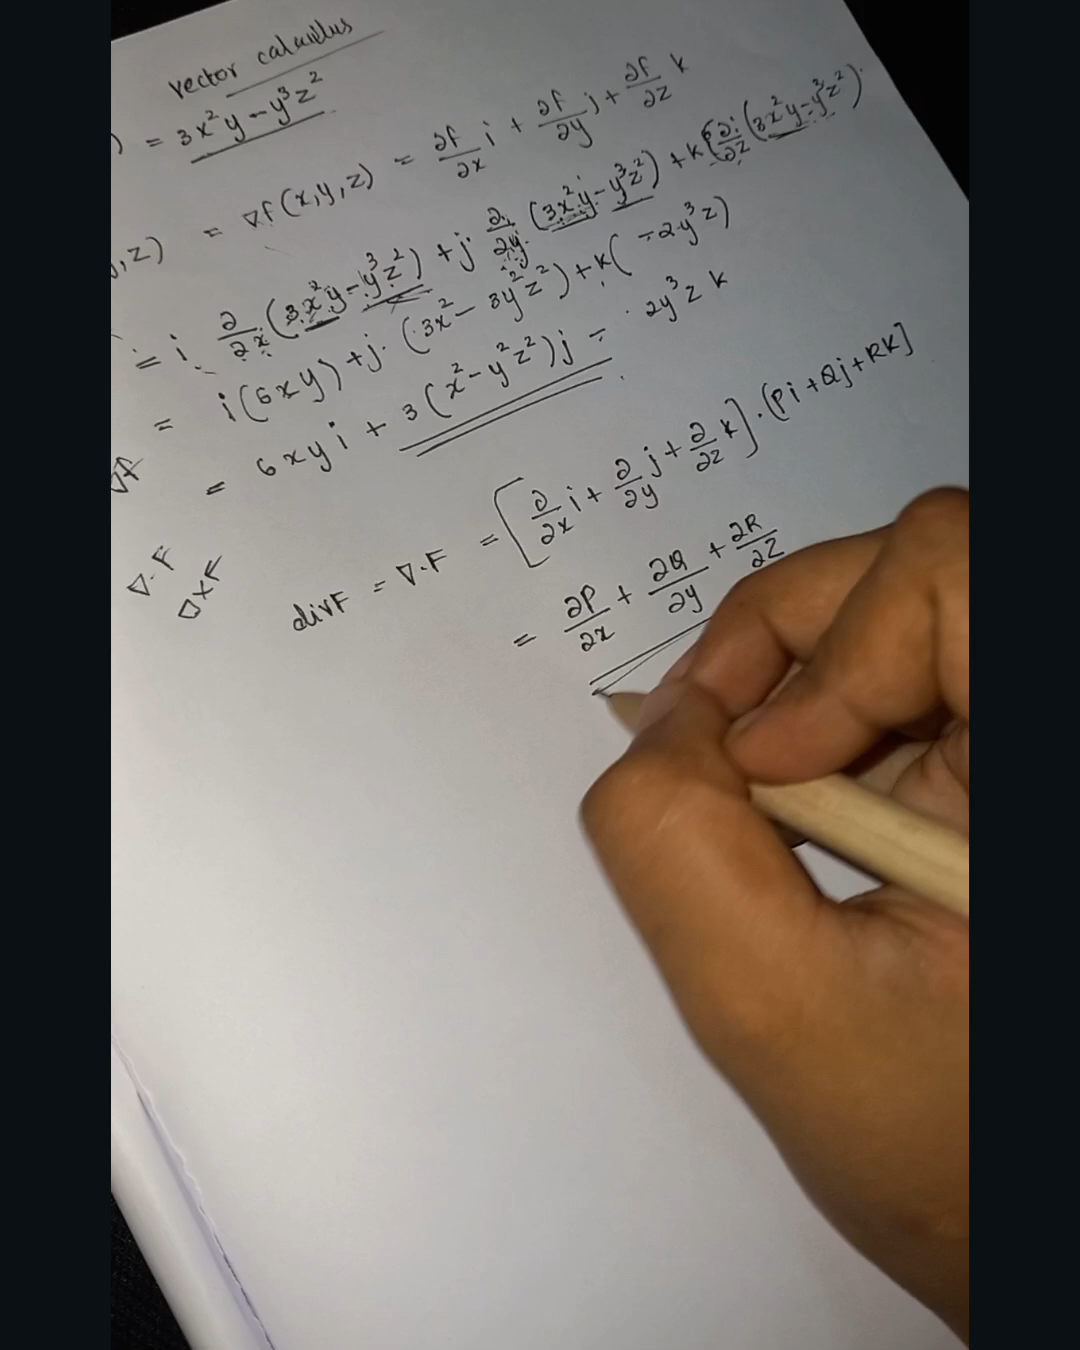 vector calculus
) = 3x²y - y³z²
, z) = ∇f(x,y,z) = ∂f/∂x i + ∂f/∂y j + ∂f/∂z k
= i ∂/∂x (3x²y - y³z²) + j ∂/∂y (3x²y - y³z²) + k ∂/∂z (3x²y - y³z²)
= i(6xy) + j (3x² - 3y²z²) + k( -2y³z)
∇f = 6xy i + 3(x² - y²z²)j - 2y³z k
∇.F
∇×F
divF = ∇.F = [∂/∂x i + ∂/∂y j + ∂/∂z k].(Pi + Qj + RK]
= ∂P/∂x + ∂Q/∂y + ∂R/∂z